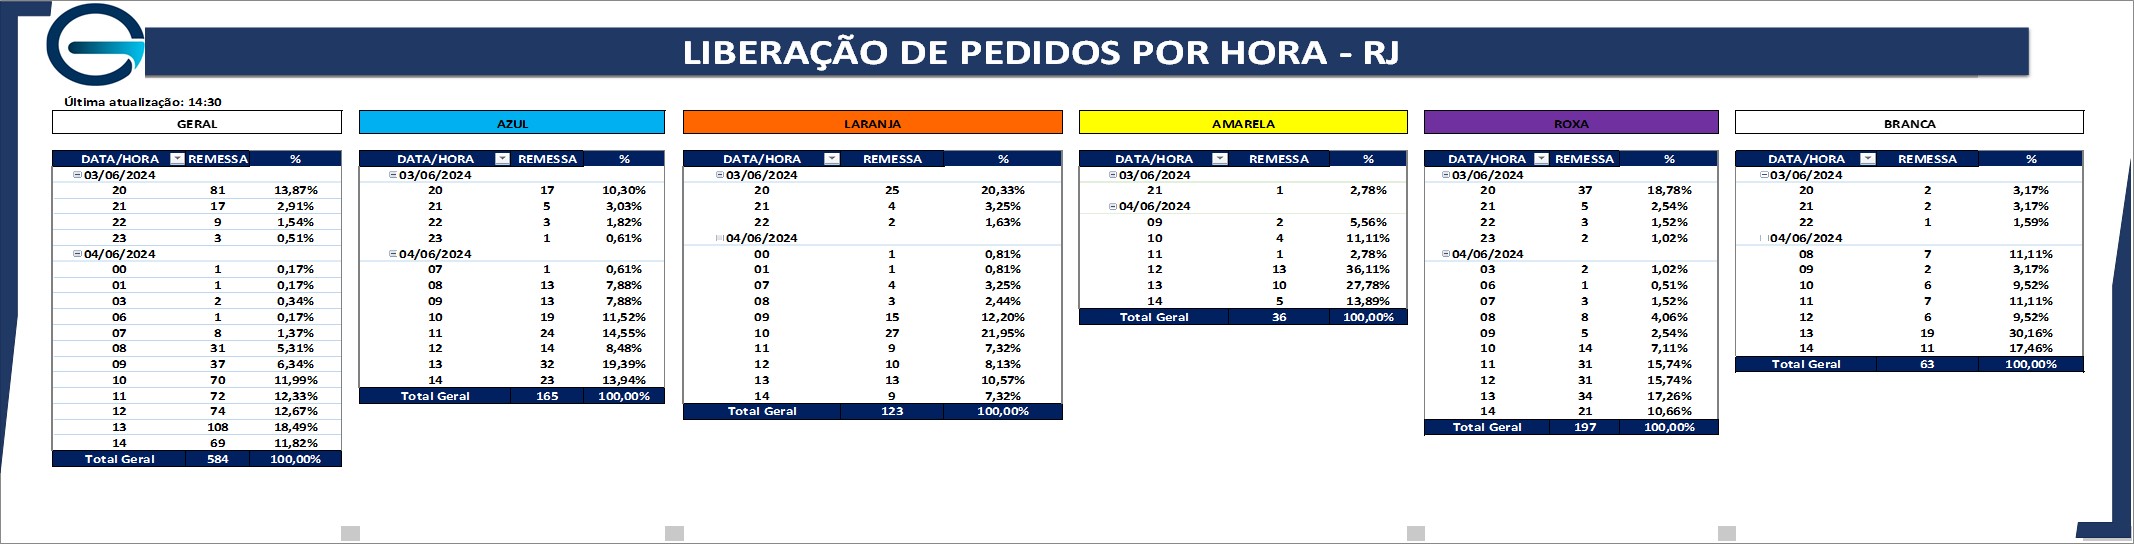 LIBERAÇÃO DE PEDIDOS POR HORA - RJ
Última atualização: 14:30
GERAL
DATA/HORA REMESSA %
03/06/2024
20 81 13,87%
21 17 2,91%
22 9 1,54%
23 3 0,51%
04/06/2024
00 1 0,17%
01 1 0,17%
03 2 0,34%
06 1 0,17%
07 8 1,37%
08 31 5,31%
09 37 6,34%
10 70 11,99%
11 72 12,33%
12 74 12,67%
13 108 18,49%
14 69 11,82%
Total Geral 584 100,00%
AZUL
DATA/HORA REMESSA %
03/06/2024
20 17 10,30%
21 5 3,03%
22 3 1,82%
23 1 0,61%
04/06/2024
07 1 0,61%
08 13 7,88%
09 13 7,88%
10 19 11,52%
11 24 14,55%
12 14 8,48%
13 32 19,39%
14 23 13,94%
Total Geral 165 100,00%
LARANJA
DATA/HORA REMESSA %
03/06/2024
20 25 20,33%
21 4 3,25%
22 2 1,63%
04/06/2024
00 1 0,81%
01 1 0,81%
07 4 3,25%
08 3 2,44%
09 15 12,20%
10 27 21,95%
11 9 7,32%
12 10 8,13%
13 13 10,57%
14 9 7,32%
Total Geral 123 100,00%
AMARELA
DATA/HORA REMESSA %
03/06/2024
21 1 2,78%
04/06/2024
09 2 5,56%
10 4 11,11%
11 1 2,78%
12 13 36,11%
13 10 27,78%
14 5 13,89%
Total Geral 36 100,00%
ROXA
DATA/HORA REMESSA %
03/06/2024
20 37 18,78%
21 5 2,54%
22 3 1,52%
23 2 1,02%
04/06/2024
03 2 1,02%
06 1 0,51%
07 3 1,52%
08 8 4,06%
09 5 2,54%
10 14 7,11%
11 31 15,74%
12 31 15,74%
13 34 17,26%
14 21 10,66%
Total Geral 197 100,00%
BRANCA
DATA/HORA REMESSA %
03/06/2024
20 2 3,17%
21 2 3,17%
22 1 1,59%
04/06/2024
08 7 11,11%
09 2 3,17%
10 6 9,52%
11 7 11,11%
12 6 9,52%
13 19 30,16%
14 11 17,46%
Total Geral 63 100,00%